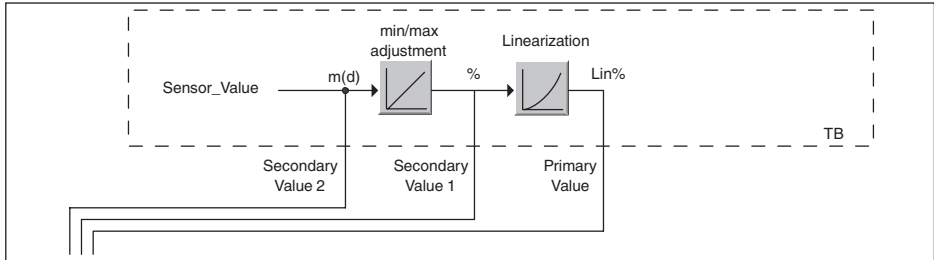 min/max
adjustment
Linearization
Sensor_Value
m(d)
%
Lin%
TB
Secondary
Value 2
Secondary
Value 1
Primary
Value